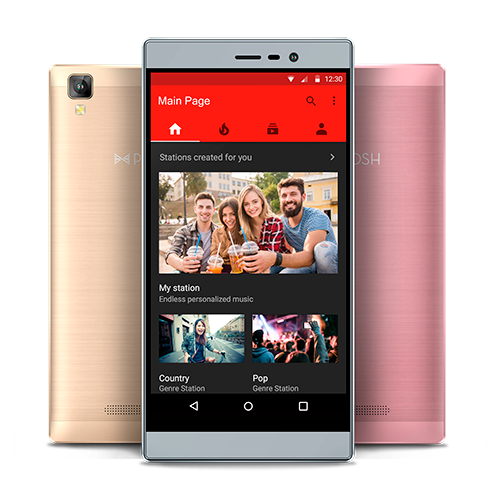 12:30
Main Page
Stations created for you
P
OSH
My station
Endless personalized music
Country
Genre Station
Pop
Genre Station